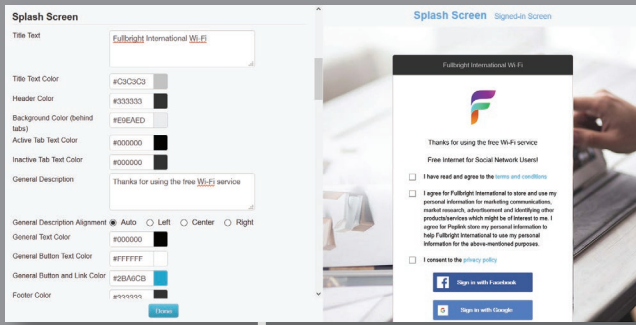 Splash Screen
Title Text
Fullbright International Wi-Fi
Title Text Color
#C3C3C3
Header Color
#333333
Background Color (behind
tabs)
#E9EAED
Active Tab Text Color
#000000
Inactive Tab Text Color
#000000
General Description
Thanks for using the free Wi-Fi service
General Description Alignment Auto Left Center Right
General Text Color
#000000
General Button Text Color
#FFFFFF
General Button and Link Color
#2BA6CB
Footer Color
#333333
Done
Splash Screen Signed-in Screen
Fullbright International Wi-Fi
Thanks for using the free Wi-Fi service
Free Internet for Social Network Users!
I have read and agree to the terms and conditions
I agree for Fullbright International to store and use my
personal information for marketing communications,
market research, advertisement and identifying other
products/services which might be of interest to me. I
agree for Peplink store my personal information to
help Fullbright International to use my personal
information for the above-mentioned purposes.
I consent to the privacy policy
Sign in with Facebook
Sign in with Google